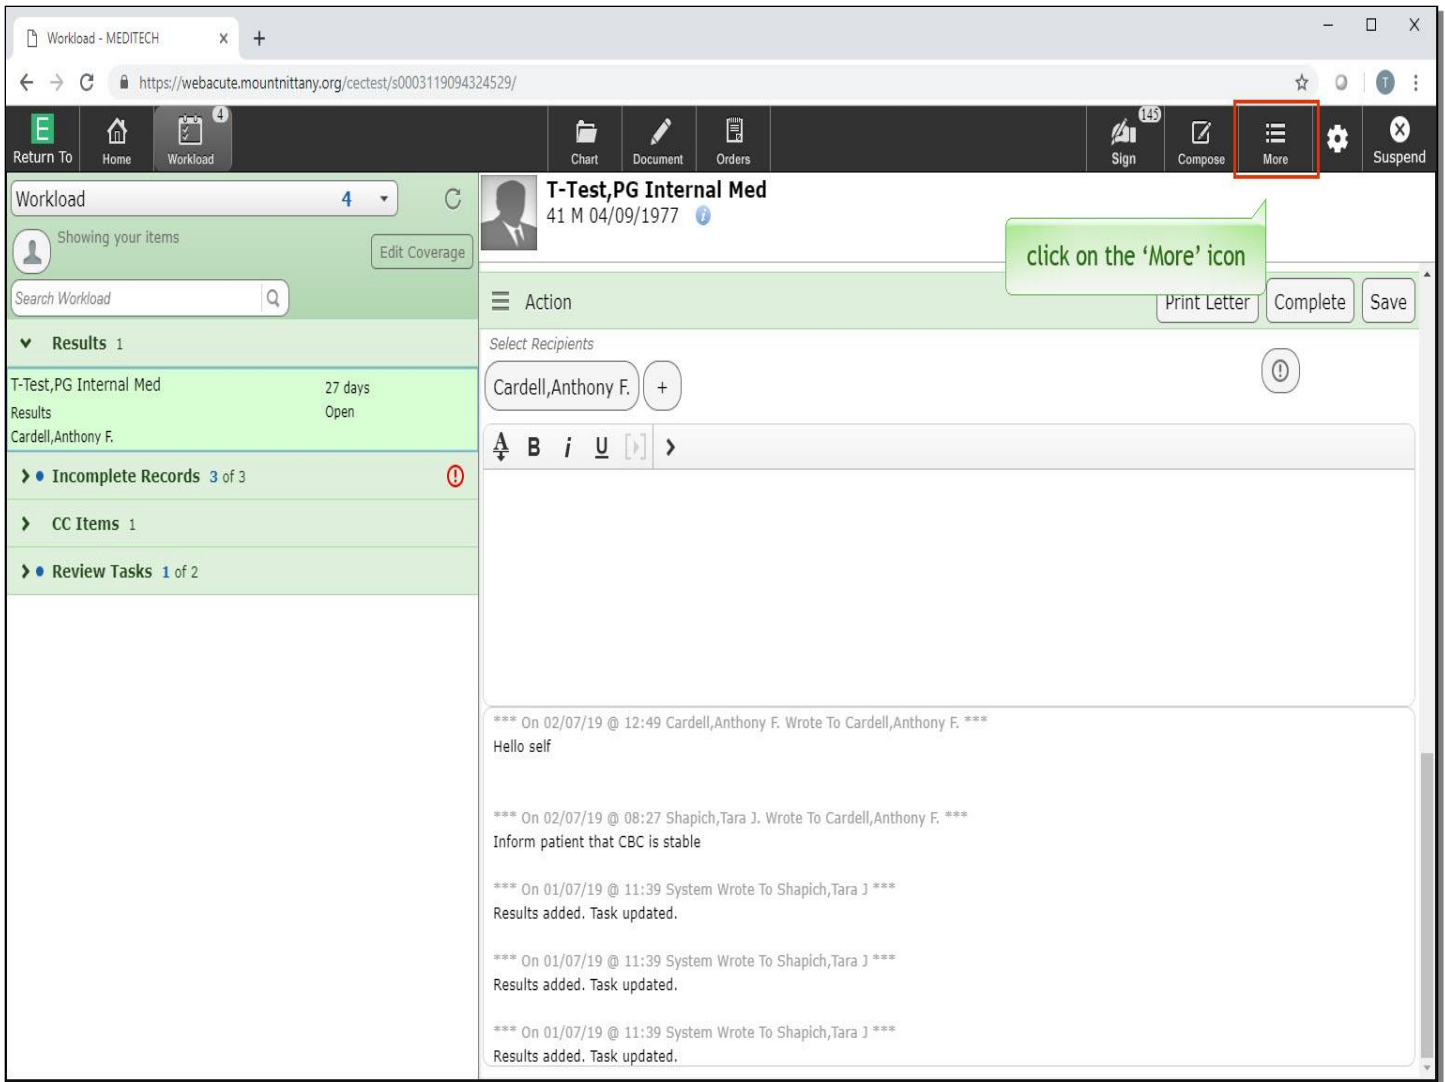 Workload - MEDITECH
https://webacute.mountnittany.org/cectest/s0003119094324529/
E
Return To
Home
4
Workload
Chart
Document
Orders
145
Sign
Compose
More
Suspend
T
Workload 4
Showing your items
Edit Coverage
Search Workload
Results 1
T-Test,PG Internal Med 27 days
Results Open
Cardell,Anthony F.
Incomplete Records 3 of 3
CC Items 1
Review Tasks 1 of 2
T-Test,PG Internal Med
41 M 04/09/1977
click on the ‘More’ icon
Action Print Letter Complete Save
Select Recipients
Cardell,Anthony F. +
A B i U
*** On 02/07/19 @ 12:49 Cardell,Anthony F. Wrote To Cardell,Anthony F. ***
Hello self
*** On 02/07/19 @ 08:27 Shapich,Tara J. Wrote To Cardell,Anthony F. ***
Inform patient that CBC is stable
*** On 01/07/19 @ 11:39 System Wrote To Shapich,Tara J ***
Results added. Task updated.
*** On 01/07/19 @ 11:39 System Wrote To Shapich,Tara J ***
Results added. Task updated.
*** On 01/07/19 @ 11:39 System Wrote To Shapich,Tara J ***
Results added. Task updated.